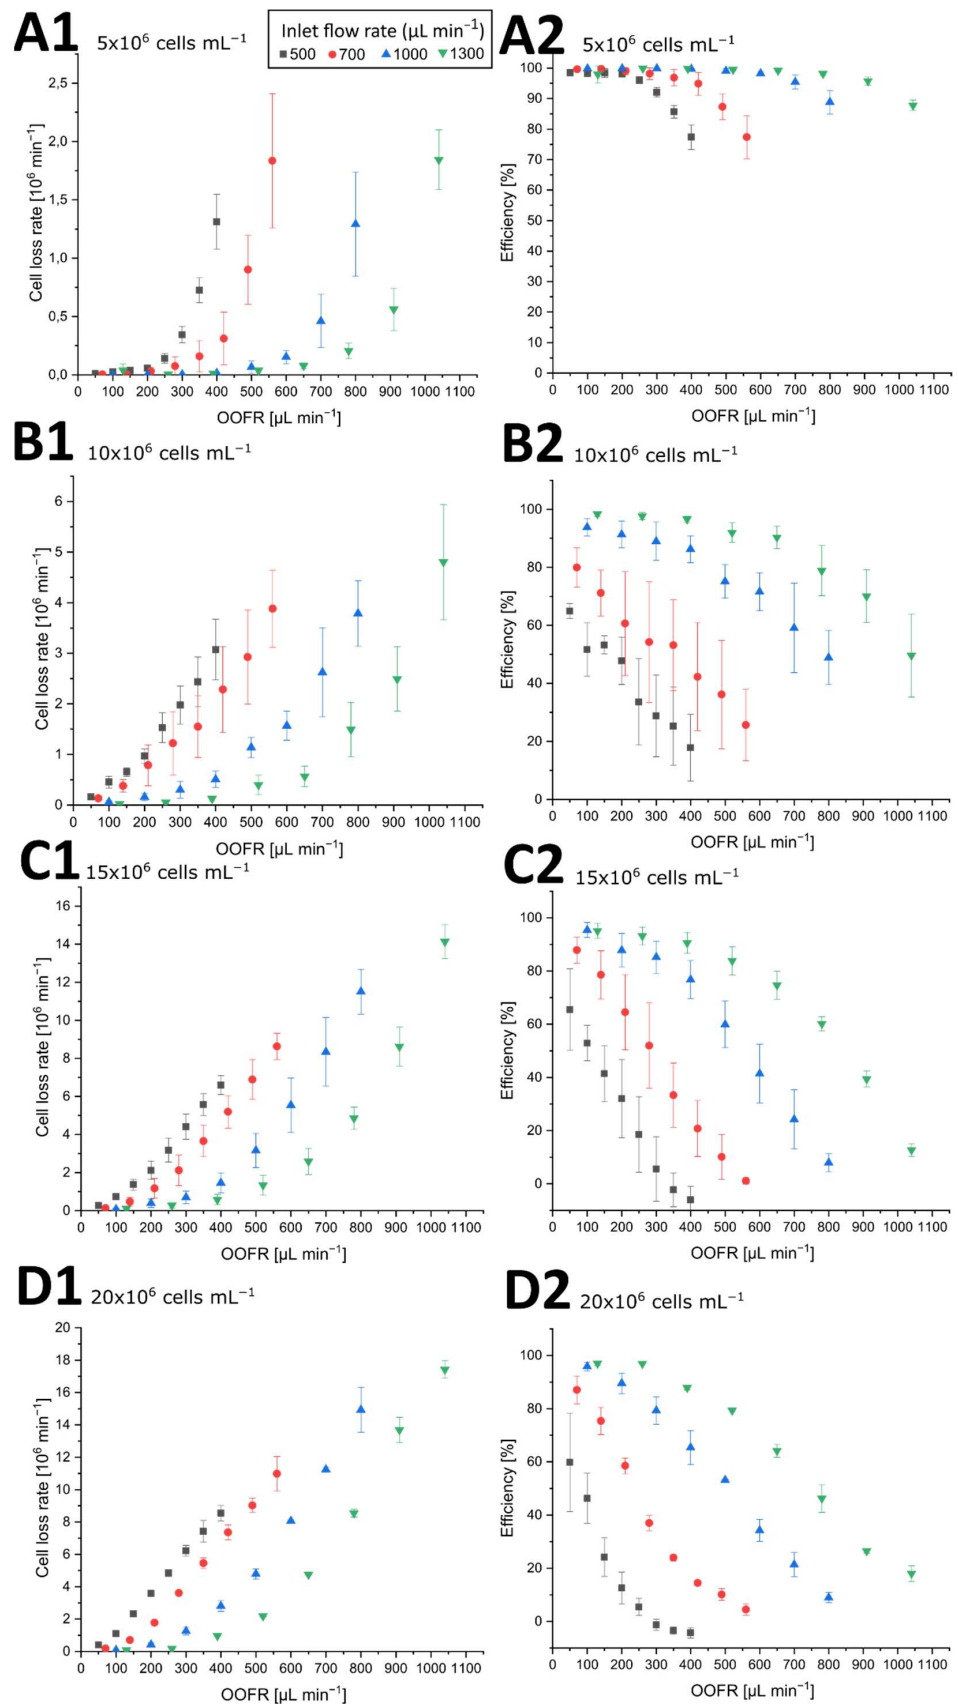 A1
5x10⁶ cells mL⁻¹
Inlet flow rate (µL min⁻¹)
500 700 1000 1300
2,5
2,0
1,5
1,0
0,5
0,0
Cell loss rate [10⁶ min⁻¹]
0 100 200 300 400 500 600 700 800 900 1000 1100
OOFR [µL min⁻¹]
A2
5x10⁶ cells mL⁻¹
100
90
80
70
60
50
40
30
20
10
0
Efficiency [%]
0 100 200 300 400 500 600 700 800 900 1000 1100
OOFR [µL min⁻¹]
B1
10x10⁶ cells mL⁻¹
6
5
4
3
2
1
0
Cell loss rate [10⁶ min⁻¹]
0 100 200 300 400 500 600 700 800 900 1000 1100
OOFR [µL min⁻¹]
B2
10x10⁶ cells mL⁻¹
100
80
60
40
20
0
Efficiency [%]
0 100 200 300 400 500 600 700 800 900 1000 1100
OOFR [µL min⁻¹]
C1
15x10⁶ cells mL⁻¹
16
14
12
10
8
6
4
2
0
Cell loss rate [10⁶ min⁻¹]
0 100 200 300 400 500 600 700 800 900 1000 1100
OOFR [µL min⁻¹]
C2
15x10⁶ cells mL⁻¹
100
80
60
40
20
0
Efficiency [%]
0 100 200 300 400 500 600 700 800 900 1000 1100
OOFR [µL min⁻¹]
D1
20x10⁶ cells mL⁻¹
20
18
16
14
12
10
8
6
4
2
0
Cell loss rate [10⁶ min⁻¹]
0 100 200 300 400 500 600 700 800 900 1000 1100
OOFR [µL min⁻¹]
D2
20x10⁶ cells mL⁻¹
100
80
60
40
20
0
Efficiency [%]
0 100 200 300 400 500 600 700 800 900 1000 1100
OOFR [µL min⁻¹]